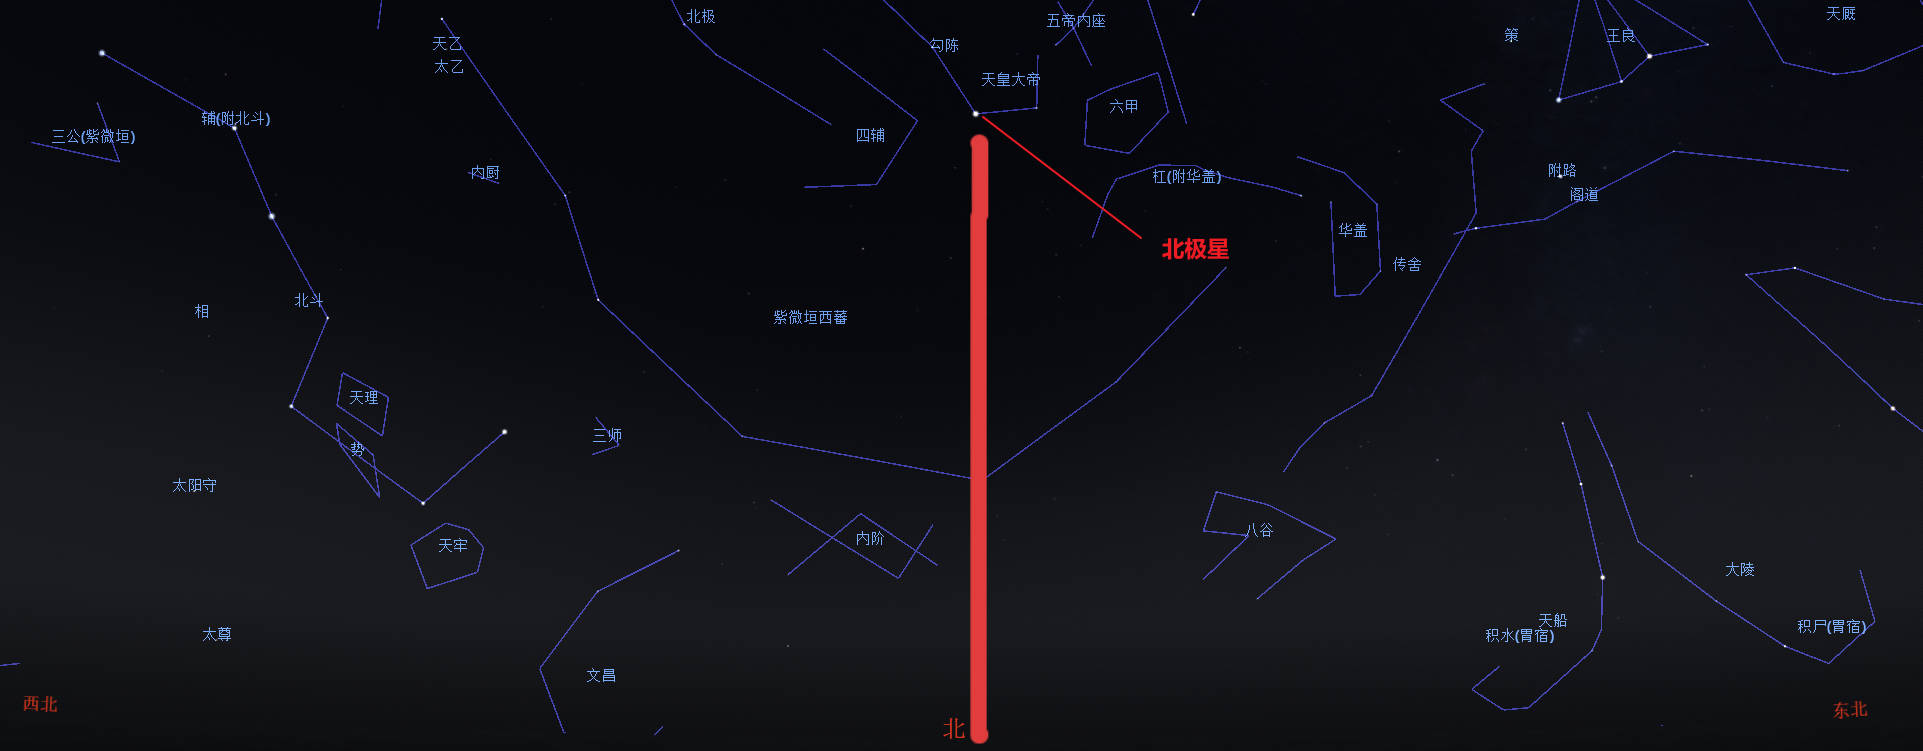 北极
天乙
太乙
勾陈
五帝内座
天皇大帝
策
王良
天厩
三公(紫微垣)
辅(附北斗)
四辅
六甲
内厨
杠(附华盖)
附路
阁道
华盖
传舍
北极星
相
北斗
紫微垣西蕃
天理
势
三师
太阳守
天牢
内阶
八谷
大陵
太尊
文昌
天船
积水(胃宿)
积尸(胃宿)
西北
北
东北